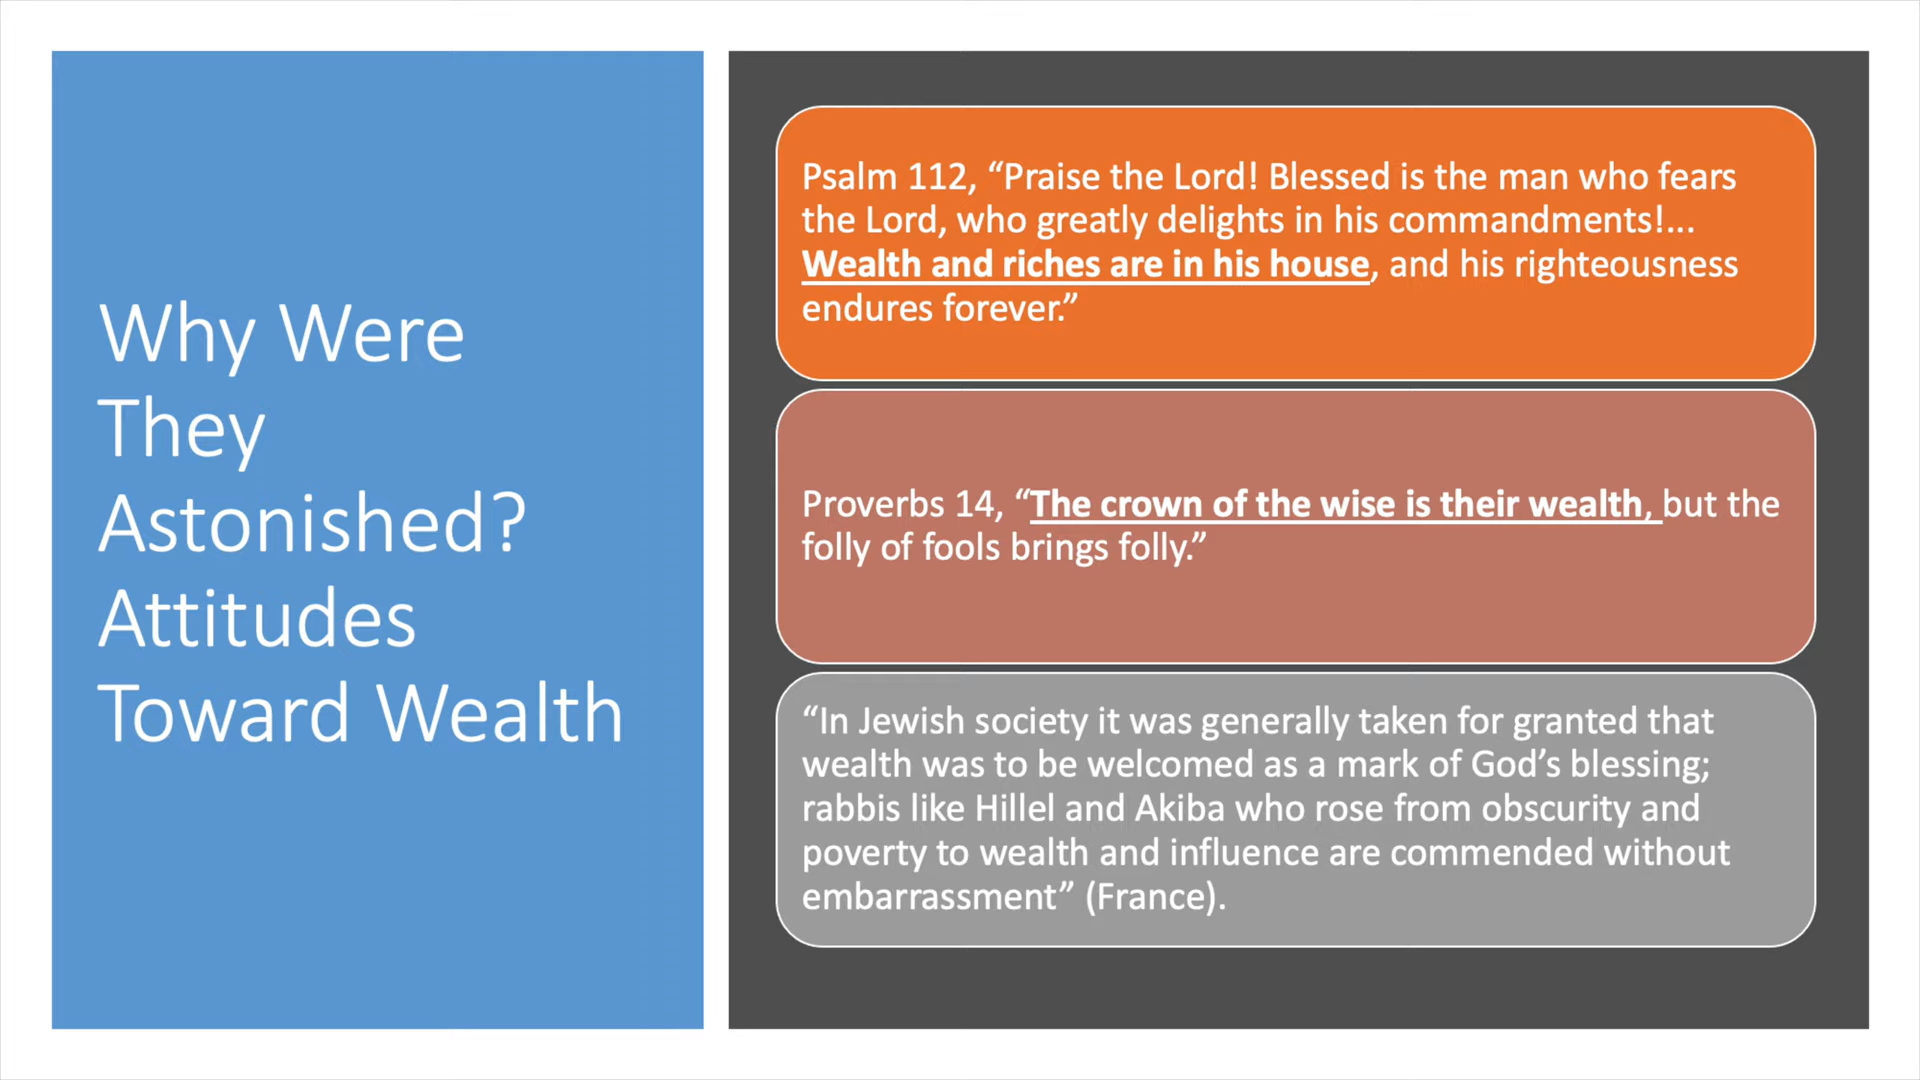 Why Were
They
Astonished?
Attitudes
Toward Wealth
Psalm 112, “Praise the Lord! Blessed is the man who fears
the Lord, who greatly delights in his commandments!...
Wealth and riches are in his house, and his righteousness
endures forever.”
Proverbs 14, “The crown of the wise is their wealth, but the
folly of fools brings folly.”
“In Jewish society it was generally taken for granted that
wealth was to be welcomed as a mark of God’s blessing;
rabbis like Hillel and Akiba who rose from obscurity and
poverty to wealth and influence are commended without
embarrassment” (France).